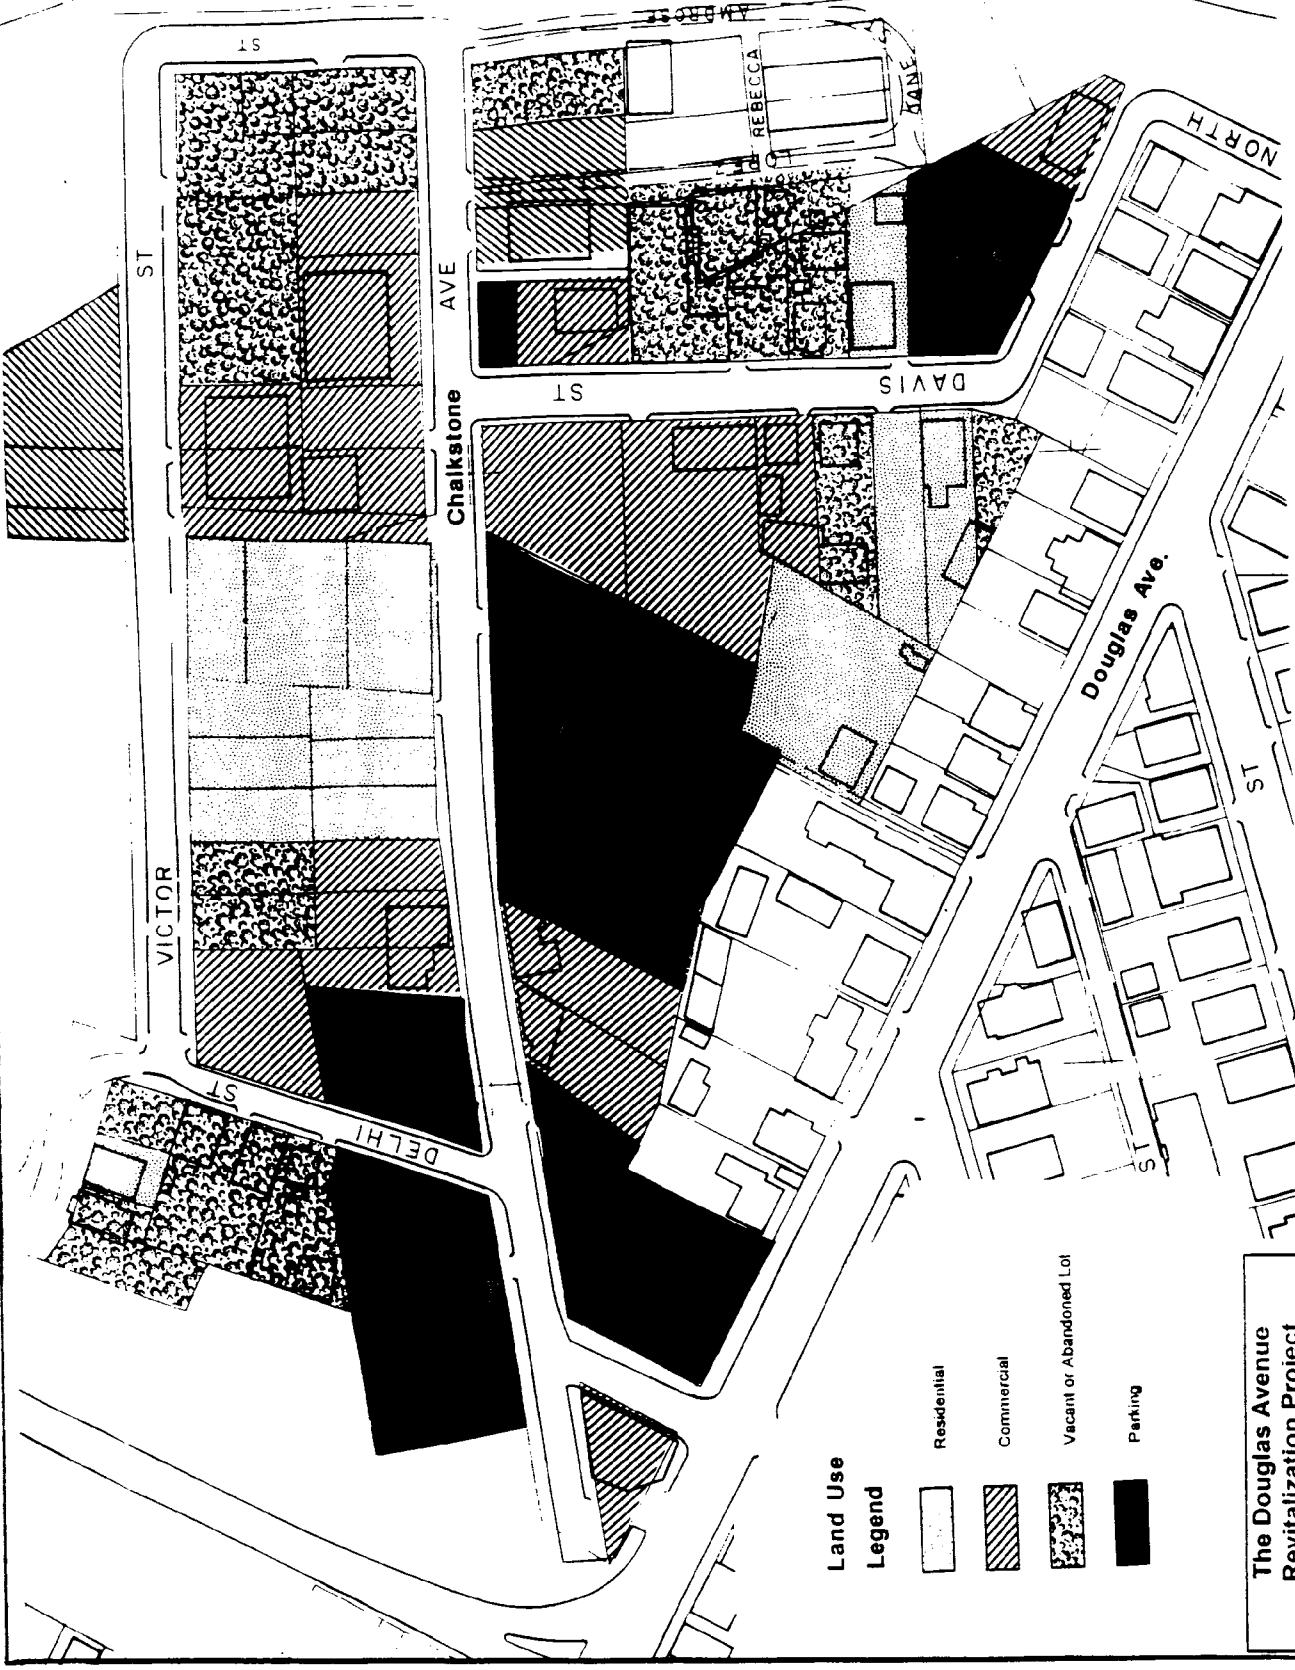 ST
AMBROSE
REBECCA
JANE
NORTH
ST
AVE
Chalkstone
ST
DAVIS
Douglas Ave.
VICTOR
ST
DELHI
ST
ST
Land Use
Legend
Residential
Commercial
Vacant or Abandoned Lot
Parking
The Douglas Avenue
Revitalization Project